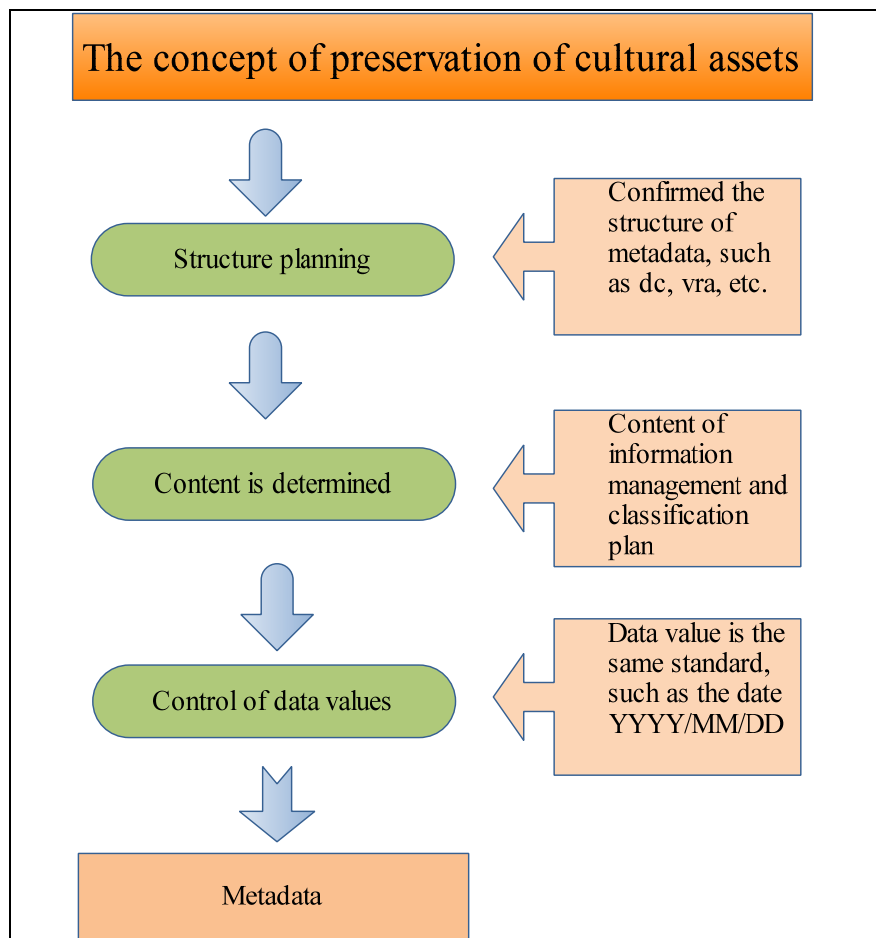 The concept of preservation of cultural assets
Structure planning
Confirmed the
structure of
metadata, such
as dc, vra, etc.
Content is determined
Content of
information
management and
classification
plan
Control of data values
Data value is the
same standard,
such as the date
YYYY/MM/DD
Metadata